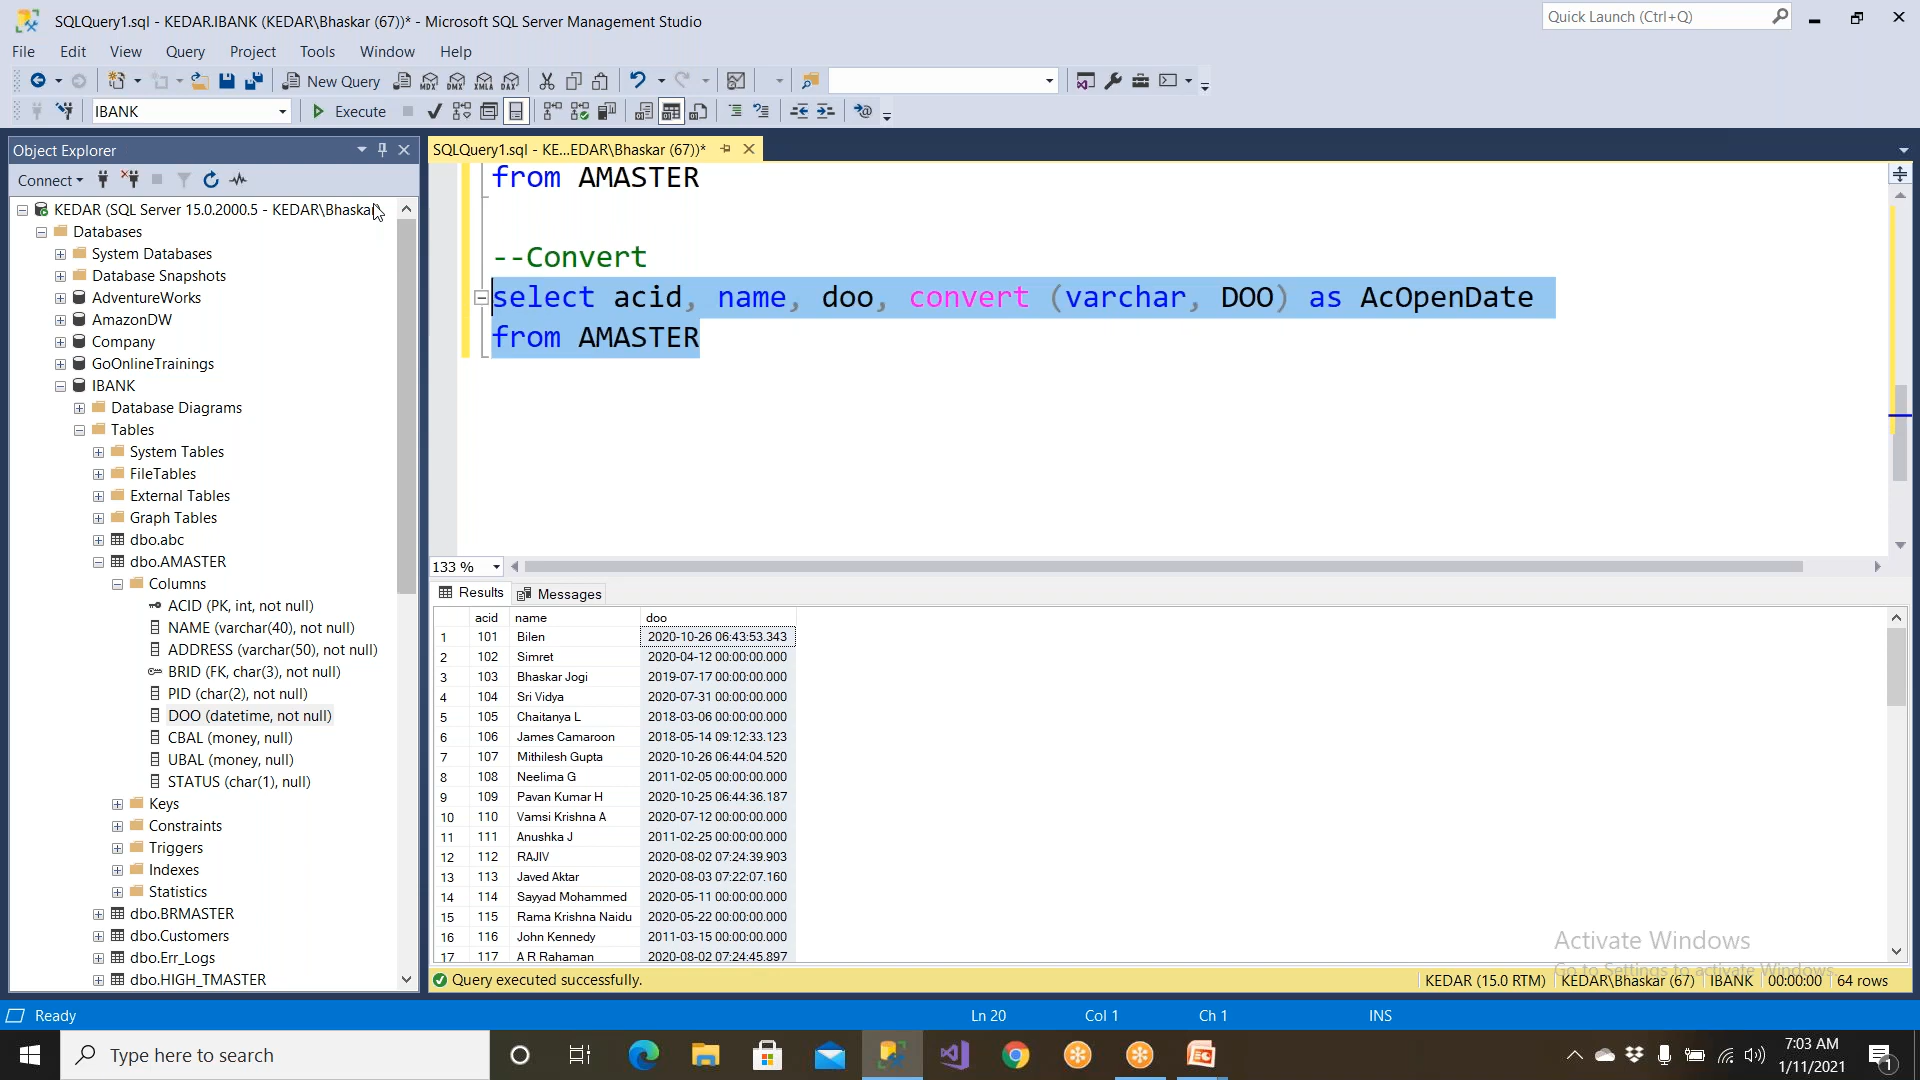 SQLQuery1.sql - KEDAR.IBANK (KEDAR\Bhaskar (67))* - Microsoft SQL Server Management Studio
Quick Launch (Ctrl+Q)
File Edit View Query Project Tools Window Help
New Query
IBANK
Execute
Object Explorer
Connect
KEDAR (SQL Server 15.0.2000.5 - KEDAR\Bhaskar
Databases
System Databases
Database Snapshots
AdventureWorks
AmazonDW
Company
GoOnlineTrainings
IBANK
Database Diagrams
Tables
System Tables
FileTables
External Tables
Graph Tables
dbo.abc
dbo.AMASTER
Columns
ACID (PK, int, not null)
NAME (varchar(40), not null)
ADDRESS (varchar(50), not null)
BRID (FK, char(3), not null)
PID (char(2), not null)
DOO (datetime, not null)
CBAL (money, null)
UBAL (money, null)
STATUS (char(1), null)
Keys
Constraints
Triggers
Indexes
Statistics
dbo.BRMASTER
dbo.Customers
dbo.Err_Logs
dbo.HIGH_TMASTER
SQLQuery1.sql - KE...EDAR\Bhaskar (67))*
from AMASTER
--Convert
select acid, name, doo, convert (varchar, DOO) as AcOpenDate
from AMASTER
133 %
Results Messages
acid name doo
1 101 Bilen 2020-10-26 06:43:53.343
2 102 Simret 2020-04-12 00:00:00.000
3 103 Bhaskar Jogi 2019-07-17 00:00:00.000
4 104 Sri Vidya 2020-07-31 00:00:00.000
5 105 Chaitanya L 2018-03-06 00:00:00.000
6 106 James Camaroon 2018-05-14 09:12:33.123
7 107 Mithilesh Gupta 2020-10-26 06:44:04.520
8 108 Neelima G 2011-02-05 00:00:00.000
9 109 Pavan Kumar H 2020-10-25 06:44:36.187
10 110 Vamsi Krishna A 2020-07-12 00:00:00.000
11 111 Anushka J 2011-02-25 00:00:00.000
12 112 RAJIV 2020-08-02 07:24:39.903
13 113 Javed Aktar 2020-08-03 07:22:07.160
14 114 Sayyad Mohammed 2020-05-11 00:00:00.000
15 115 Rama Krishna Naidu 2020-05-22 00:00:00.000
16 116 John Kennedy 2011-03-15 00:00:00.000
17 117 A R Rahaman 2020-08-02 07:24:45.897
Activate Windows
Go to Settings to activate Windows.
Query executed successfully.
KEDAR (15.0 RTM) KEDAR\Bhaskar (67) IBANK 00:00:00 64 rows
Ready
Ln 20 Col 1 Ch 1 INS
Type here to search
7:03 AM
1/11/2021
1